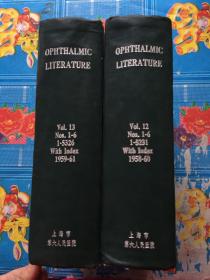 OPHTHALMIC
LITERATURE
Vol. 13
Nos. 1-6
1-5326
With Index
1959-61
上海市
第六人民医院
OPHTHALMIC
LITERATURE
Vol. 12
Nos. 1-6
1-5231
With Index
1958-60
上海市
第六人民医院